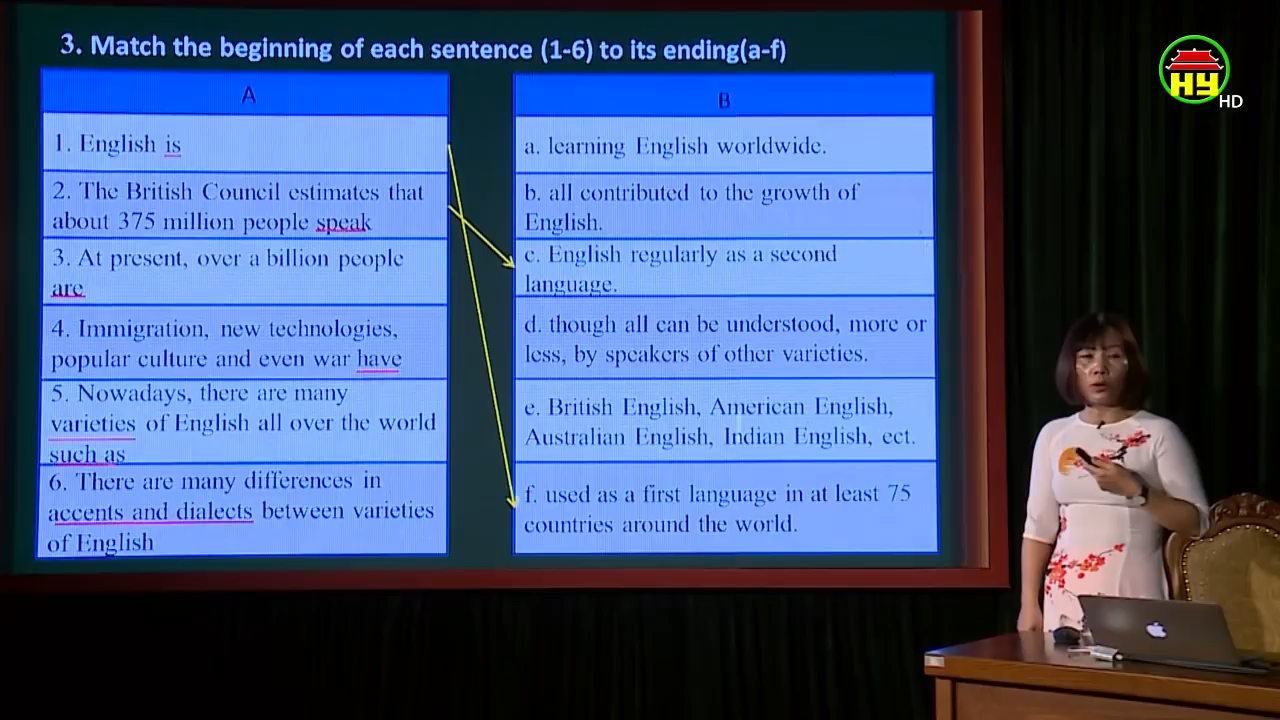 3. Match the beginning of each sentence (1-6) to its ending(a-f)
A
1. English is
2. The British Council estimates that
about 375 million people speak
3. At present, over a billion people
are
4. Immigration, new technologies,
popular culture and even war have
5. Nowadays, there are many
varieties of English all over the world
such as
6. There are many differences in
accents and dialects between varieties
of English
B
a. learning English worldwide.
b. all contributed to the growth of
English.
c. English regularly as a second
language.
d. though all can be understood, more or
less, by speakers of other varieties.
e. British English, American English,
Australian English, Indian English, ect.
f. used as a first language in at least 75
countries around the world.
HY
HD